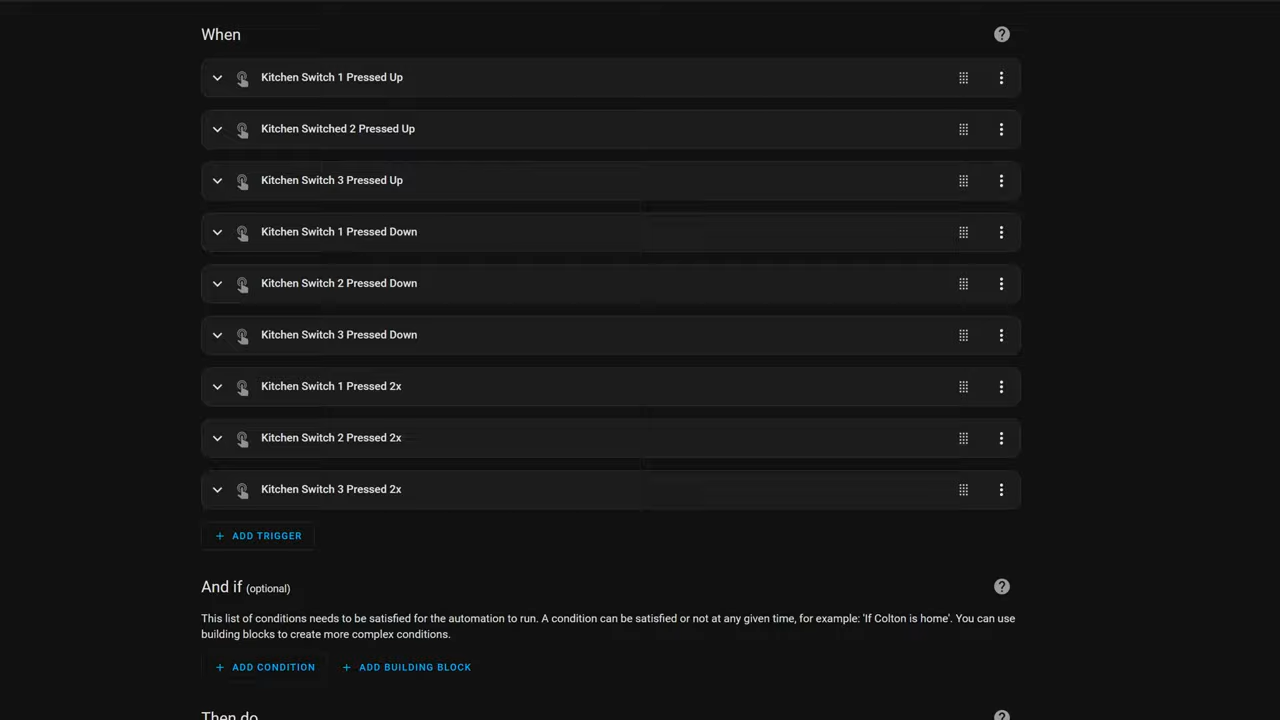 When
Kitchen Switch 1 Pressed Up
Kitchen Switched 2 Pressed Up
Kitchen Switch 3 Pressed Up
Kitchen Switch 1 Pressed Down
Kitchen Switch 2 Pressed Down
Kitchen Switch 3 Pressed Down
Kitchen Switch 1 Pressed 2x
Kitchen Switch 2 Pressed 2x
Kitchen Switch 3 Pressed 2x
+ ADD TRIGGER
And if (optional)
This list of conditions needs to be satisfied for the automation to run. A condition can be satisfied or not at any given time, for example: 'If Colton is home'. You can use
building blocks to create more complex conditions.
+ ADD CONDITION + ADD BUILDING BLOCK
Then do